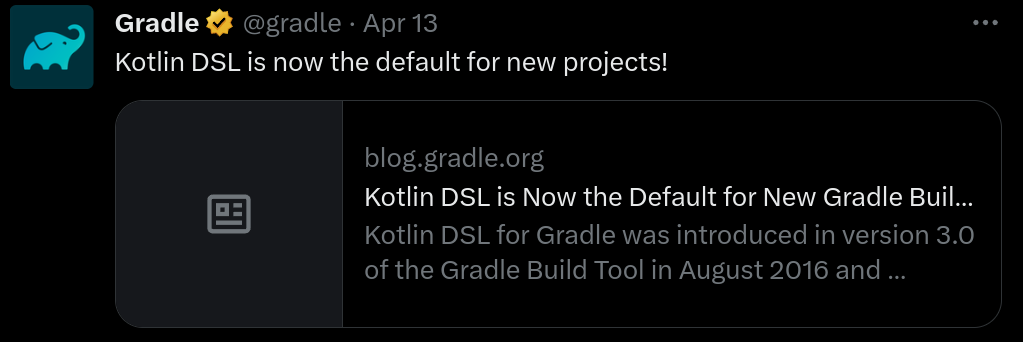 Gradle @gradle · Apr 13
Kotlin DSL is now the default for new projects!
blog.gradle.org
Kotlin DSL is Now the Default for New Gradle Buil...
Kotlin DSL for Gradle was introduced in version 3.0
of the Gradle Build Tool in August 2016 and ...